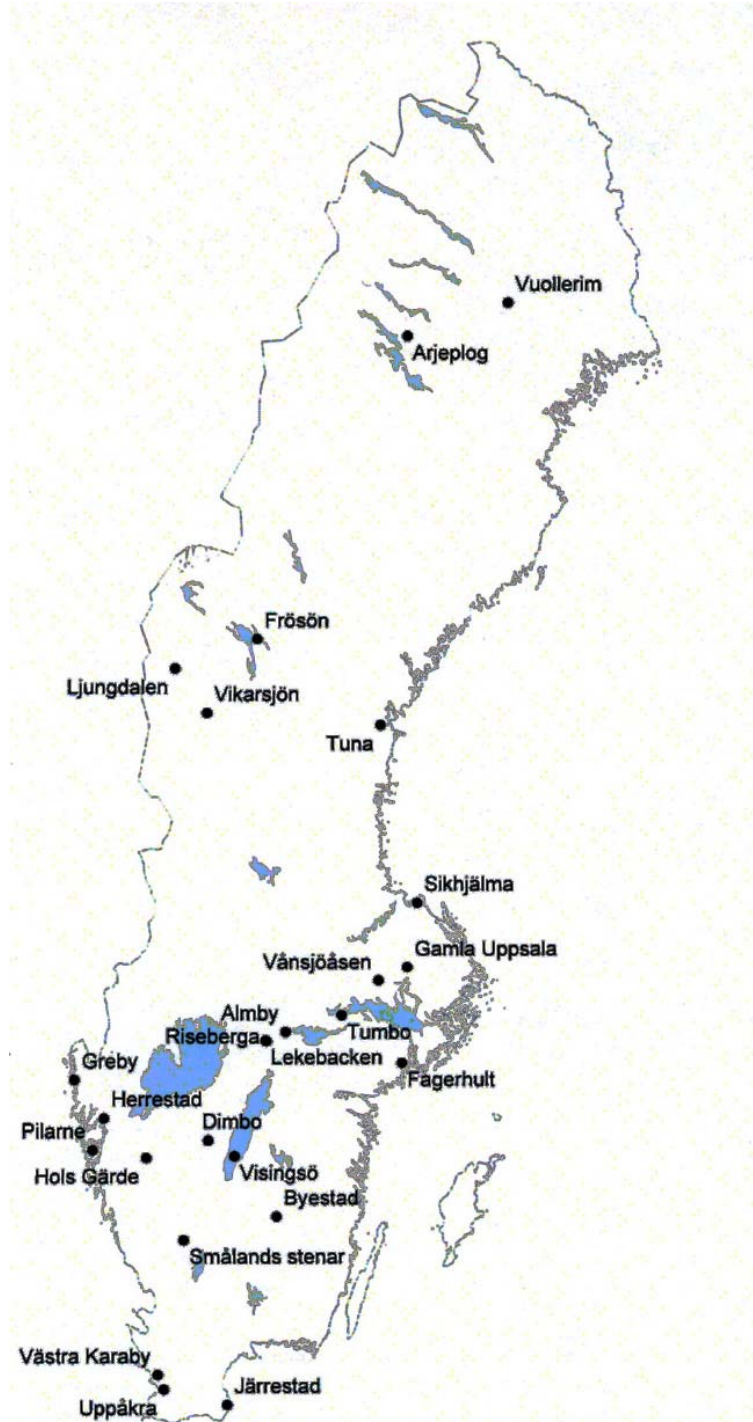 Vuollerim
Arjeplog
Frösön
Ljungdalen
Vikarsjön
Tuna
Sikhjälma
Gamla Uppsala
Vånsjöåsen
Almby
Tumbo
Riseberga
Lekebacken
Fagerhult
Greby
Herrestad
Pilarne
Dimbo
Hols Gärde
Visingsö
Byestad
Smålands stenar
Västra Karaby
Järrestad
Uppåkra